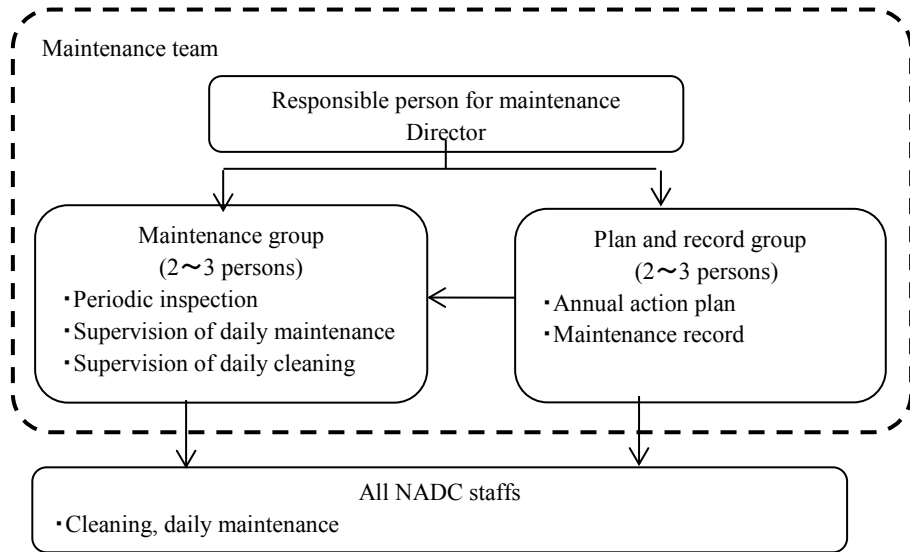 Maintenance team
Responsible person for maintenance
Director
Maintenance group
(2～3 persons)
・Periodic inspection
・Supervision of daily maintenance
・Supervision of daily cleaning
Plan and record group
(2～3 persons)
・Annual action plan
・Maintenance record
All NADC staffs
・Cleaning, daily maintenance